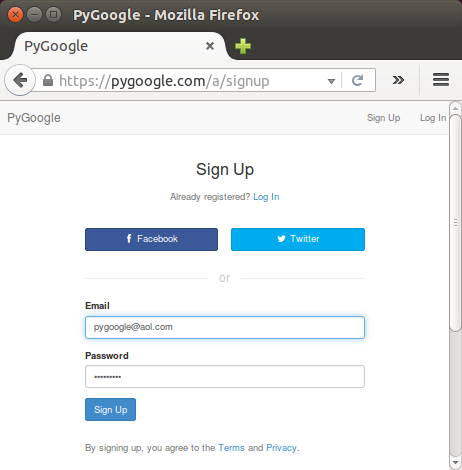 PyGoogle - Mozilla Firefox
PyGoogle
https://pygoogle.com/a/signup
PyGoogle Sign Up Log In
Sign Up
Already registered? Log In
Facebook Twitter
or
Email
pygoogle@aol.com
Password
•••••••••
Sign Up
By signing up, you agree to the Terms and Privacy.